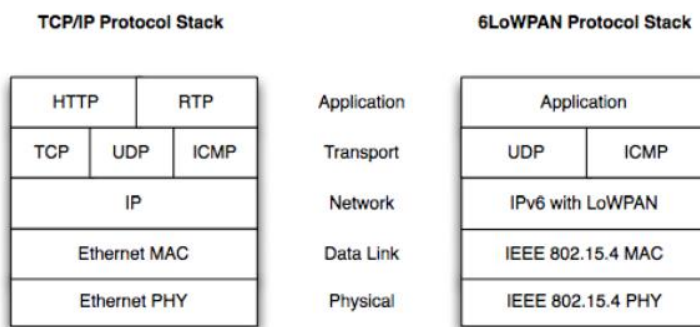 TCP/IP Protocol Stack 6LoWPAN Protocol Stack
HTTP RTP Application Application
TCP UDP ICMP Transport UDP ICMP
IP Network IPv6 with LoWPAN
Ethernet MAC Data Link IEEE 802.15.4 MAC
Ethernet PHY Physical IEEE 802.15.4 PHY